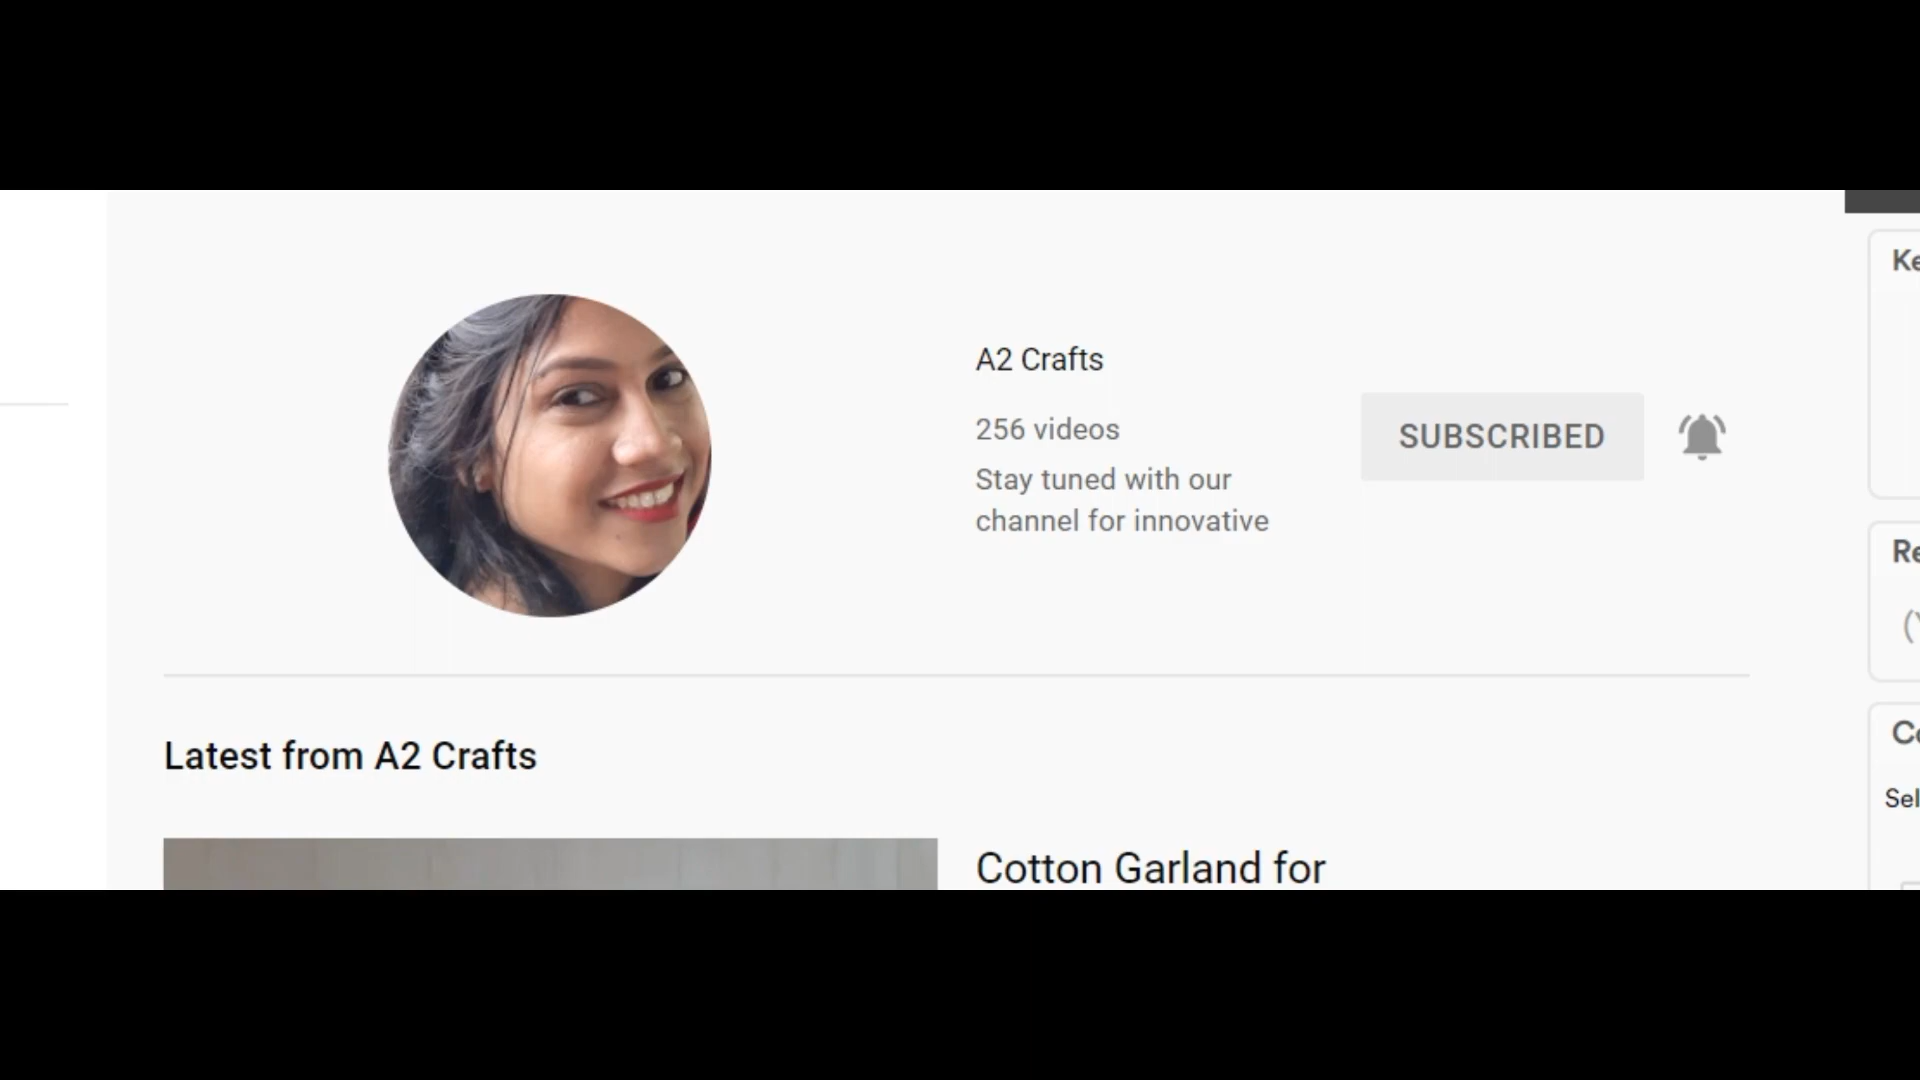 A2 Crafts
256 videos
Stay tuned with our
channel for innovative
SUBSCRIBED
Latest from A2 Crafts
Cotton Garland for